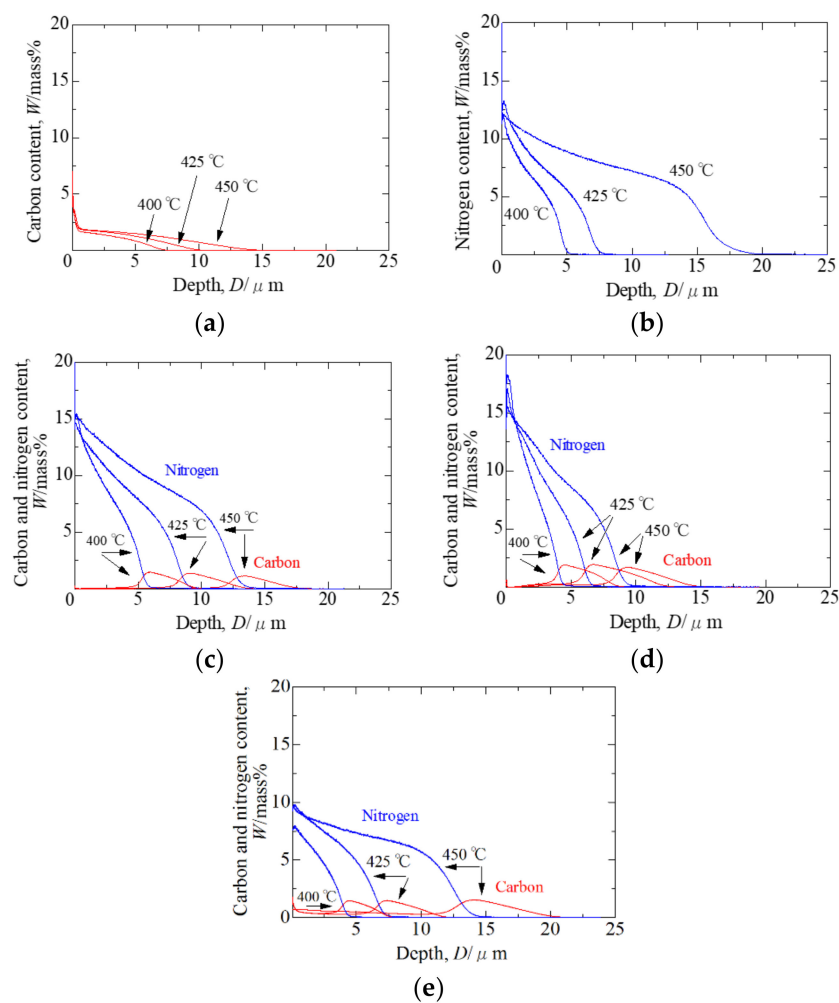 Carbon content, W/mass%
20
15
10
5
425 ℃
400 ℃
450 ℃
0 5 10 15 20 25
Depth, D/ μ m
(a)
Nitrogen content, W/mass%
20
15
10
5
450 ℃
425 ℃
400 ℃
0 5 10 15 20 25
Depth, D/ μ m
(b)
Carbon and nitrogen content,
W/mass%
20
15
10
5
Nitrogen
400 ℃
425 ℃
450 ℃
Carbon
0 5 10 15 20 25
Depth, D/ μ m
(c)
Carbon and nitrogen content,
W/mass%
20
15
10
5
Nitrogen
425 ℃
400 ℃
450 ℃
Carbon
0 5 10 15 20 25
Depth, D/ μ m
(d)
Carbon and nitrogen content,
W/mass%
20
15
10
5
0
Nitrogen
425 ℃
450 ℃
400 ℃
Carbon
5 10 15 20 25
Depth, D/ μ m
(e)